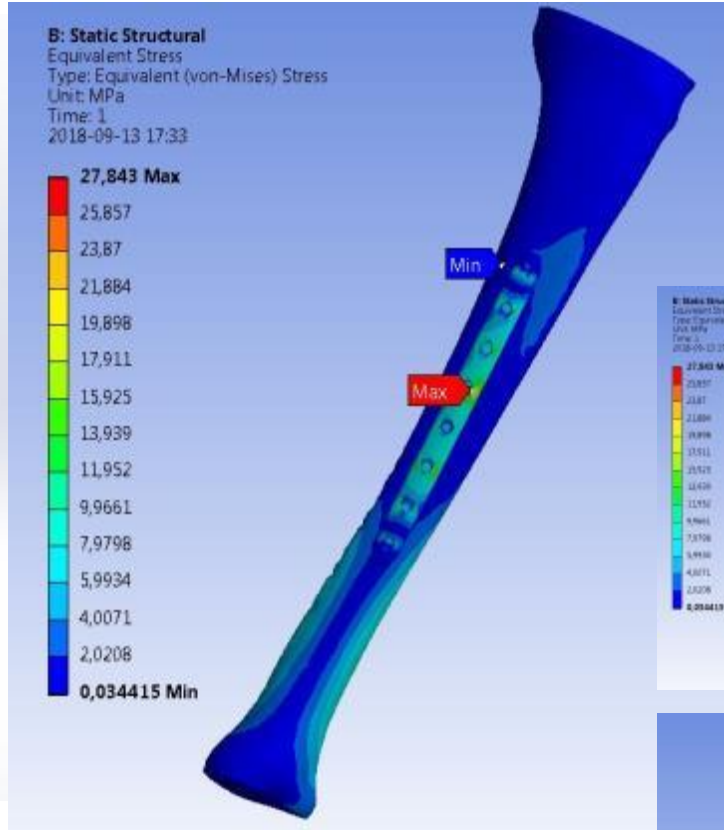 B: Static Structural
Equivalent Stress
Type: Equivalent (von-Mises) Stress
Unit: MPa
Time: 1
2018-09-13 17:33
27,843 Max
25,857
23,87
21,884
19,898
17,911
15,925
13,939
11,952
9,9661
7,9798
5,9934
4,0071
2,0208
0,034415 Min
Min
Max